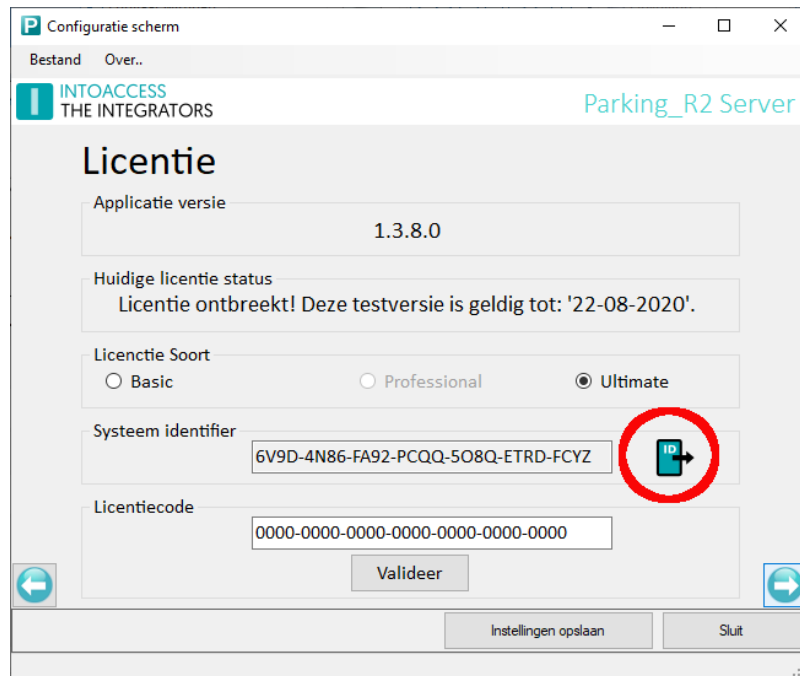 Configuratie scherm
Bestand Over..
INTOACCESS
THE INTEGRATORS
Parking_R2 Server
Licentie
Applicatie versie
1.3.8.0
Huidige licentie status
Licentie ontbreekt! Deze testversie is geldig tot: '22-08-2020'.
Licenctie Soort
Basic Professional Ultimate
Systeem identifier
6V9D-4N86-FA92-PCQQ-5O8Q-ETRD-FCYZ
ID
Licentiecode
0000-0000-0000-0000-0000-0000-0000
Valideer
Instellingen opslaan Sluit